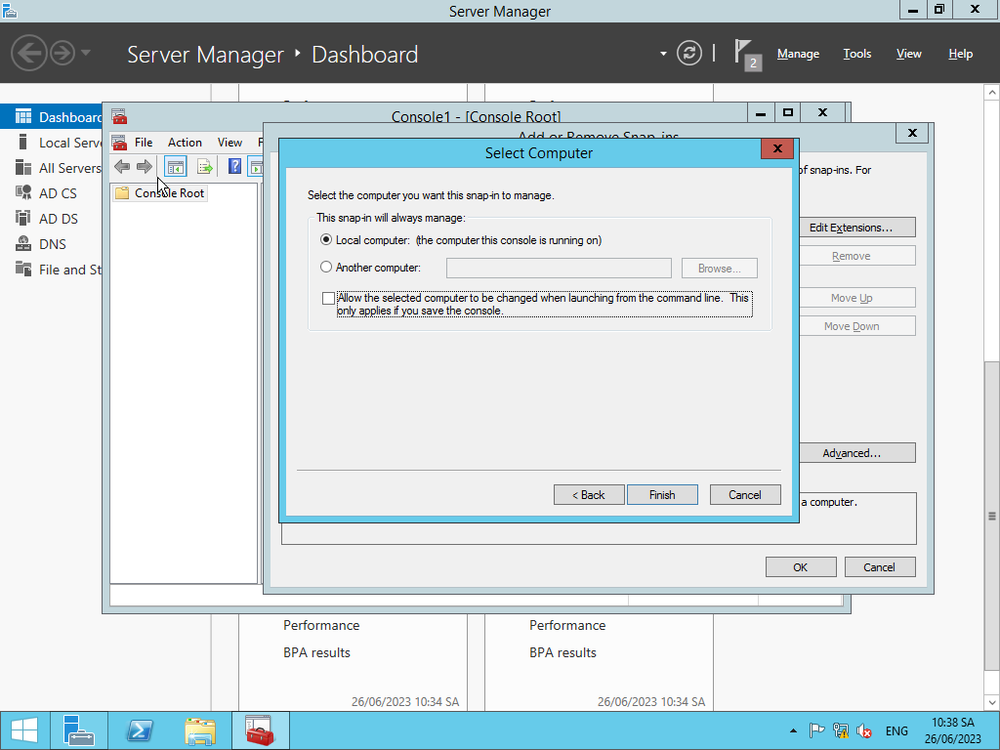 Server Manager
Server Manager
Dashboard
2
Manage
Tools
View
Help
Dashboard
Local Serve
All Servers
AD CS
AD DS
DNS
File and St
Console1 - [Console Root]
File
Action
View
F
Console Root
Add or Remove Snap-ins
of snap-ins. For
Edit Extensions...
Remove
Move Up
Move Down
Advanced...
a computer.
OK
Cancel
Select Computer
Select the computer you want this snap-in to manage.
This snap-in will always manage:
Local computer: (the computer this console is running on)
Another computer:
Browse...
Allow the selected computer to be changed when launching from the command line. This
only applies if you save the console.
< Back
Finish
Cancel
Performance
BPA results
26/06/2023 10:34 SA
Performance
BPA results
26/06/2023 10:34 SA
ENG
10:38 SA
26/06/2023